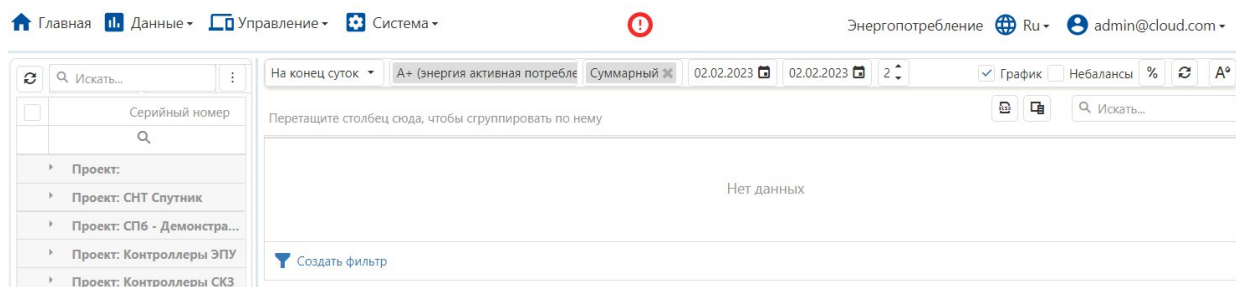 Главная Данные Управление Система Энергопотребление Ru admin@cloud.com
Искать...
На конец суток А+ (энергия активная потребле Суммарный 02.02.2023 02.02.2023 2 График Небалансы % A
Серийный номер
Перетащите столбец сюда, чтобы сгруппировать по нему
Искать...
Проект:
Проект: СНТ Спутник
Проект: СПб - Демонстра...
Проект: Контроллеры ЭПУ
Проект: Контроллеры СКЗ
Нет данных
Создать фильтр